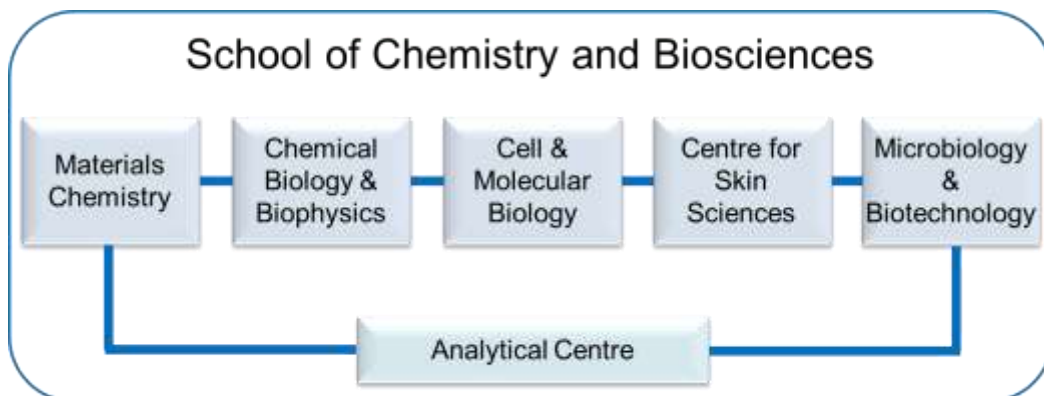 School of Chemistry and Biosciences
Materials
Chemistry
Chemical
Biology &
Biophysics
Cell &
Molecular
Biology
Centre for
Skin
Sciences
Microbiology
&
Biotechnology
Analytical Centre